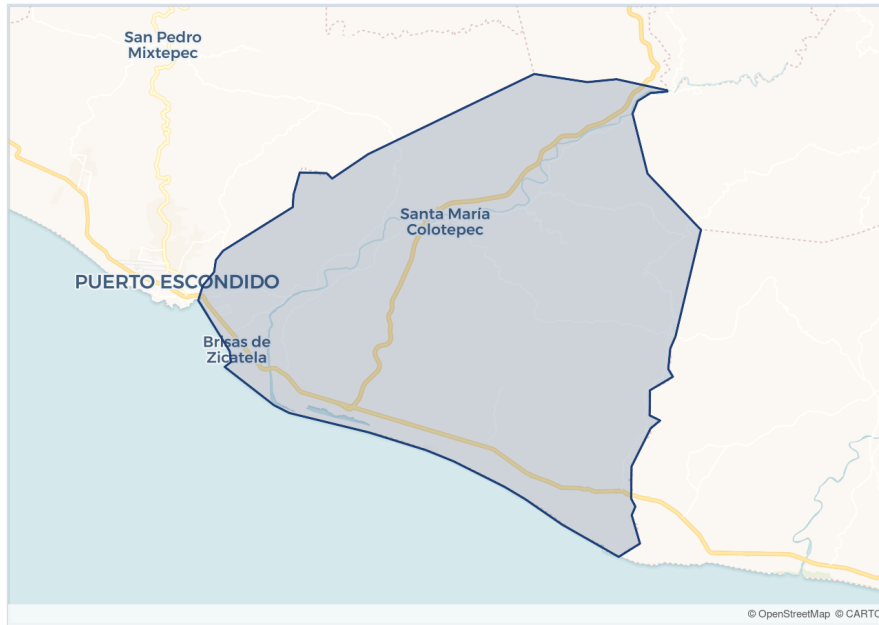 San Pedro
Mixtepec
Santa María
Colotepec
PUERTO ESCONDIDO
Brisas de
Zicatela
© OpenStreetMap © CARTO